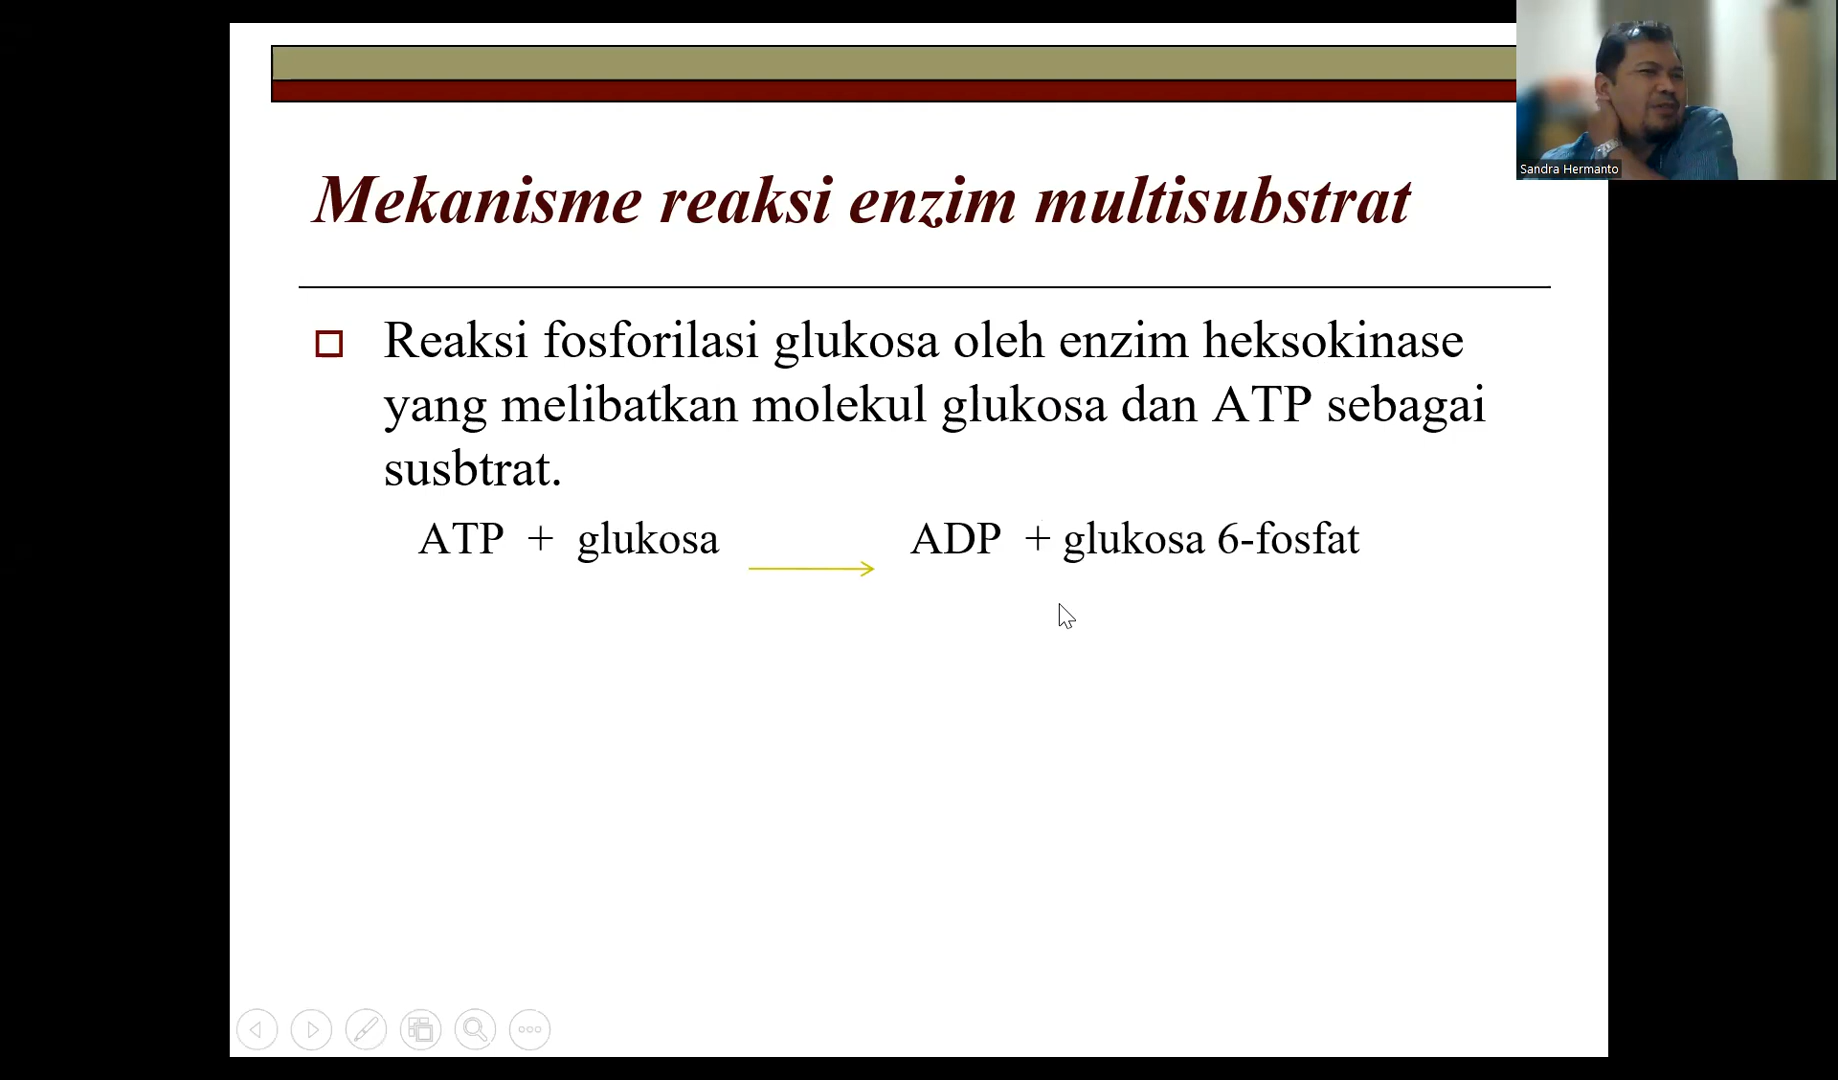 Sandra Hermanto
Mekanisme reaksi enzim multisubstrat
Reaksi fosforilasi glukosa oleh enzim heksokinase
yang melibatkan molekul glukosa dan ATP sebagai
susbtrat.
ATP + glukosa ADP + glukosa 6-fosfat